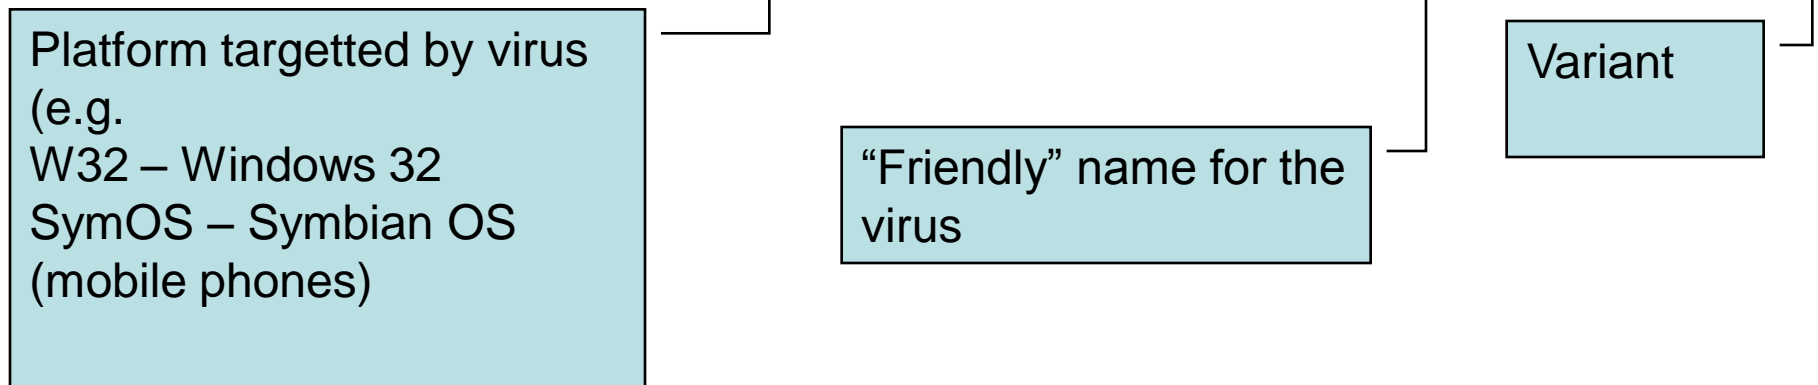 Platform targetted by virus
(e.g.
W32 – Windows 32
SymOS – Symbian OS
(mobile phones)
“Friendly” name for the
virus
Variant